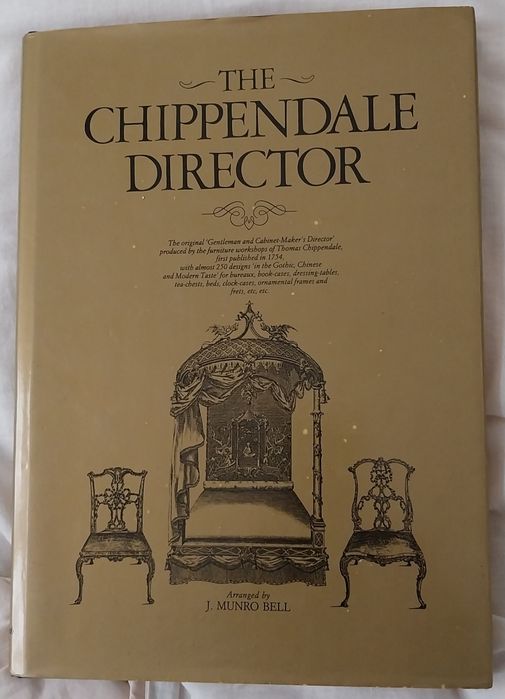 THE
CHIPPENDALE
DIRECTOR
The original 'Gentleman and Cabinet-Maker's Director'
produced by the furniture workshops of Thomas Chippendale,
first published in 1754,
with almost 250 designs 'in the Gothic, Chinese
and Modern Taste' for bureaux, book-cases, dressing-tables,
tea-chests, beds, clock-cases, ornamental frames and
frets, etc, etc.
Arranged by
J. MUNRO BELL